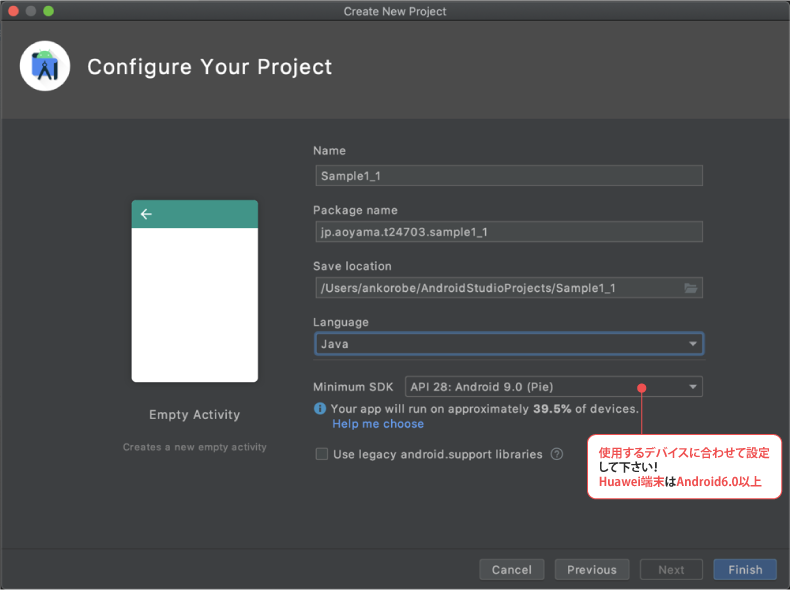 Create New Project
Configure Your Project
Name
Sample1_1
Package name
jp.aoyama.t24703.sample1_1
Save location
/Users/ankorobe/AndroidStudioProjects/Sample1_1
Language
Java
Minimum SDK API 28: Android 9.0 (Pie)
Your app will run on approximately 39.5% of devices.
Help me choose
Use legacy android.support libraries ?
Empty Activity
Creates a new empty activity
使用するデバイスに合わせて設定
して下さい!
Huawei端末はAndroid6.0以上
Cancel Previous Next Finish